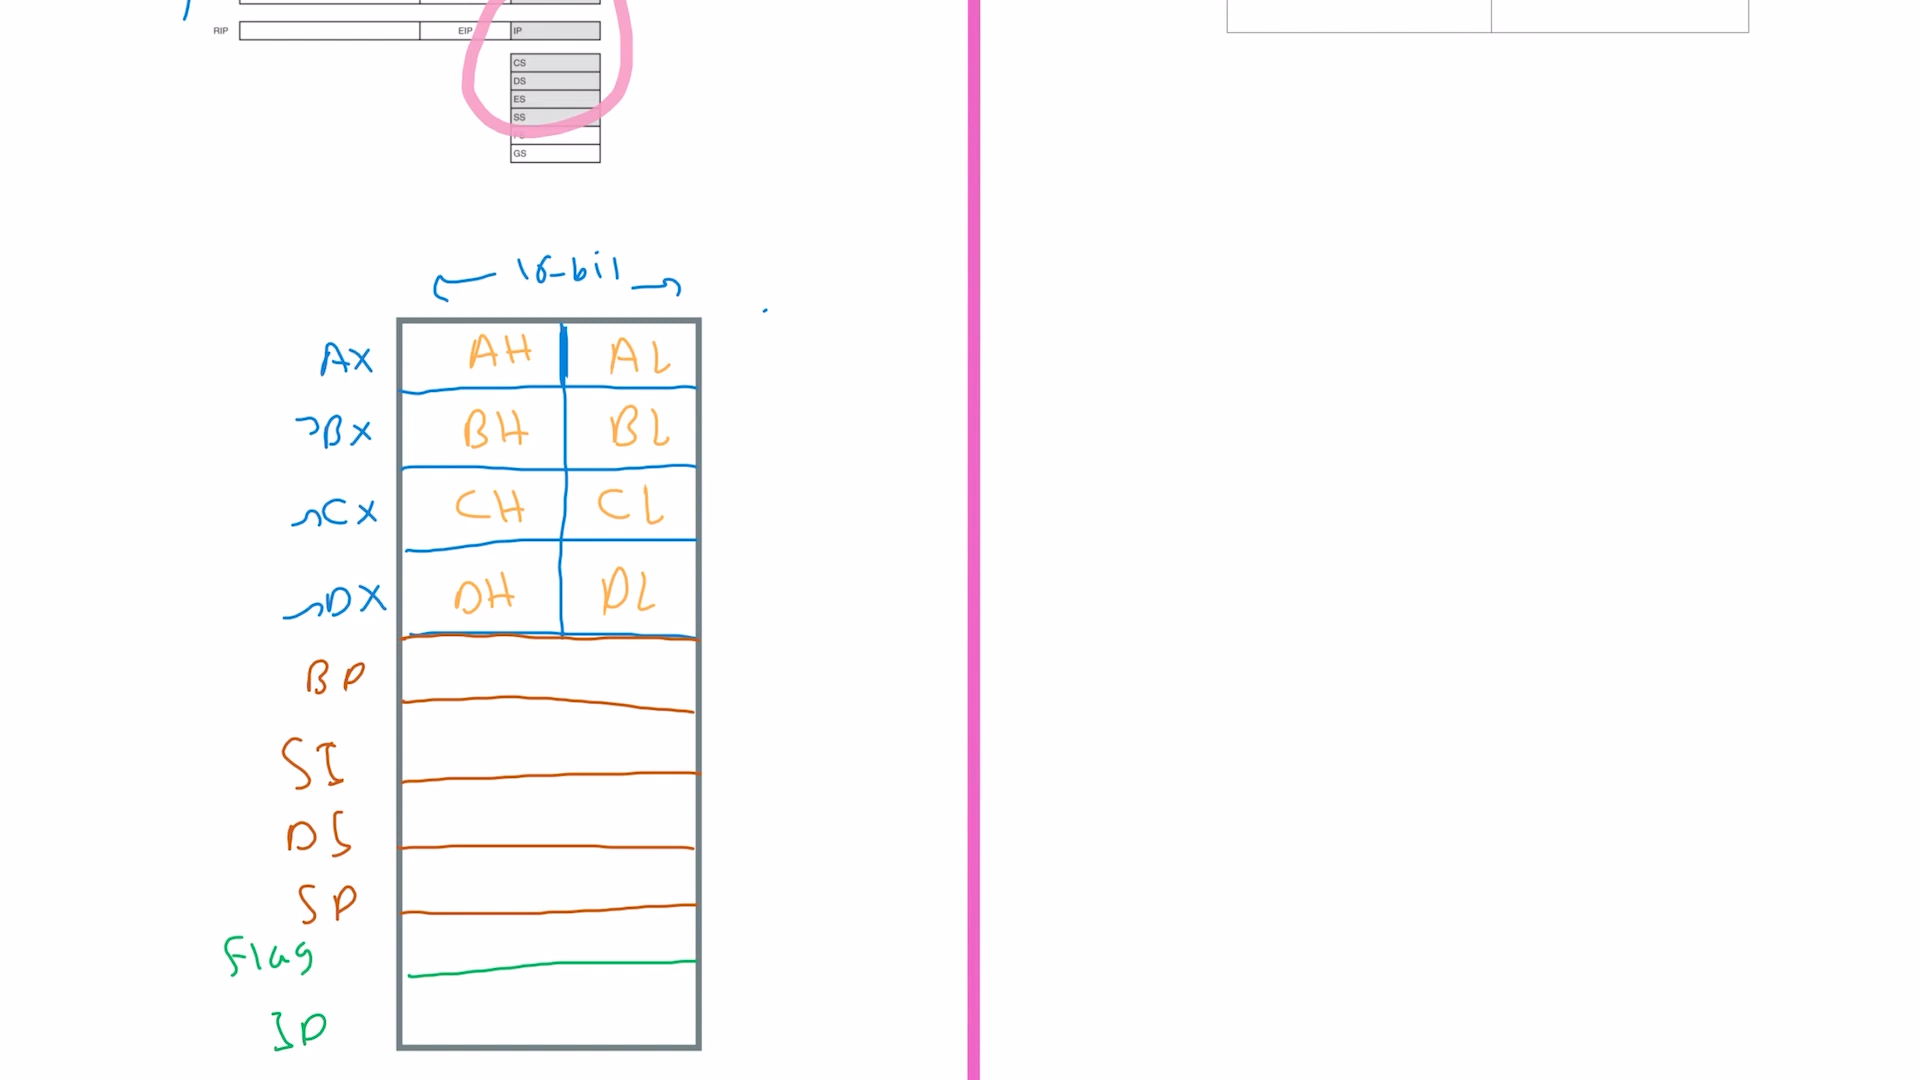 RIP EIP IP
CS
DS
ES
SS
GS
16-bit
AX AH AL
BX BH BL
CX CH CL
DX DH DL
BP
SI
DI
SP
Flag
IP